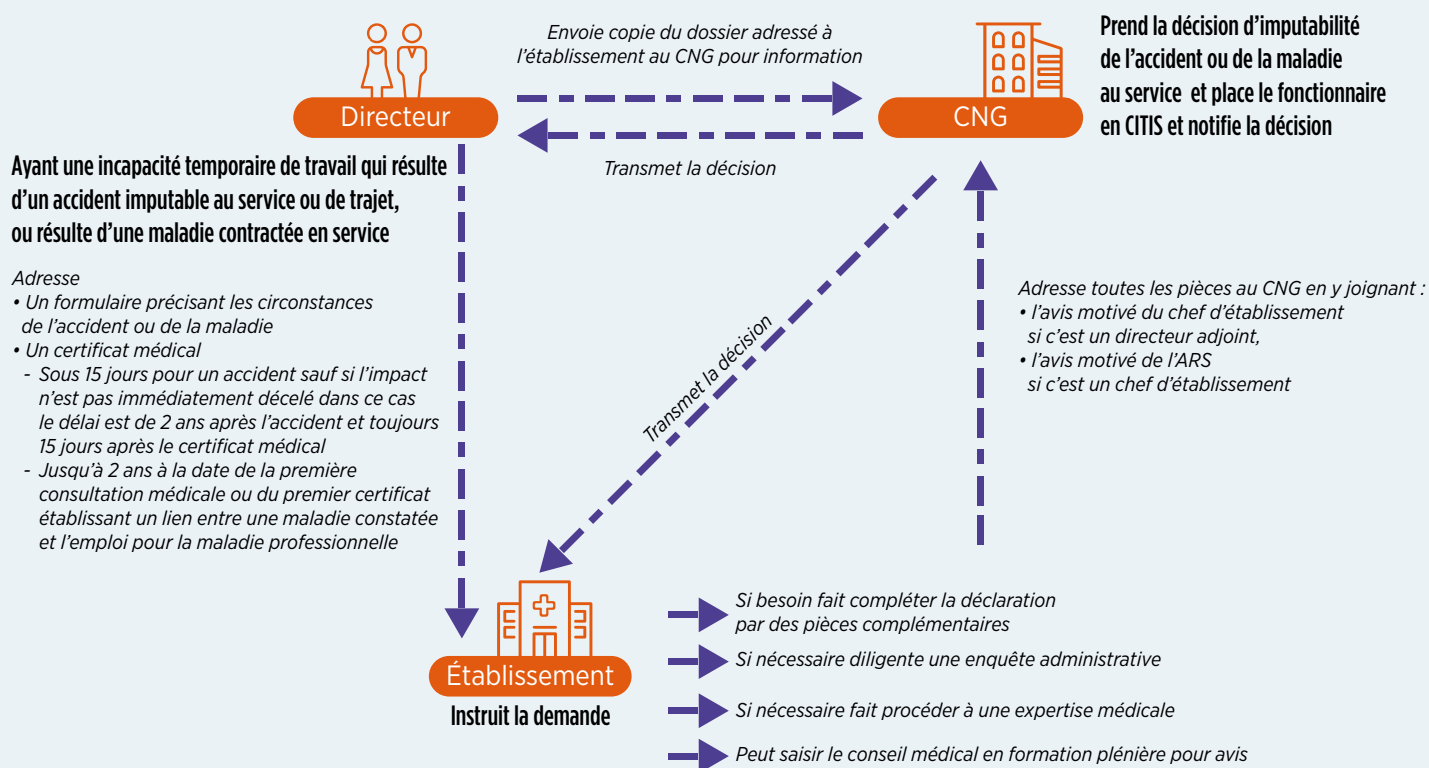 Envoie copie du dossier adressé à
l'établissement au CNG pour information
Directeur
CNG
Transmet la décision
Prend la décision d'imputabilité
de l'accident ou de la maladie
au service et place le fonctionnaire
en CITIS et notifie la décision
Ayant une incapacité temporaire de travail qui résulte
d'un accident imputable au service ou de trajet,
ou résulte d'une maladie contractée en service
Adresse
• Un formulaire précisant les circonstances
de l'accident ou de la maladie
• Un certificat médical
- Sous 15 jours pour un accident sauf si l'impact
n'est pas immédiatement décelé dans ce cas
le délai est de 2 ans après l'accident et toujours
15 jours après le certificat médical
- Jusqu'à 2 ans à la date de la première
consultation médicale ou du premier certificat
établissant un lien entre une maladie constatée
et l'emploi pour la maladie professionnelle
Transmet la décision
Adresse toutes les pièces au CNG en y joignant :
• l'avis motivé du chef d'établissement
si c'est un directeur adjoint,
• l'avis motivé de l'ARS
si c'est un chef d'établissement
Établissement
Instruit la demande
Si besoin fait compléter la déclaration
par des pièces complémentaires
Si nécessaire diligente une enquête administrative
Si nécessaire fait procéder à une expertise médicale
Peut saisir le conseil médical en formation plénière pour avis